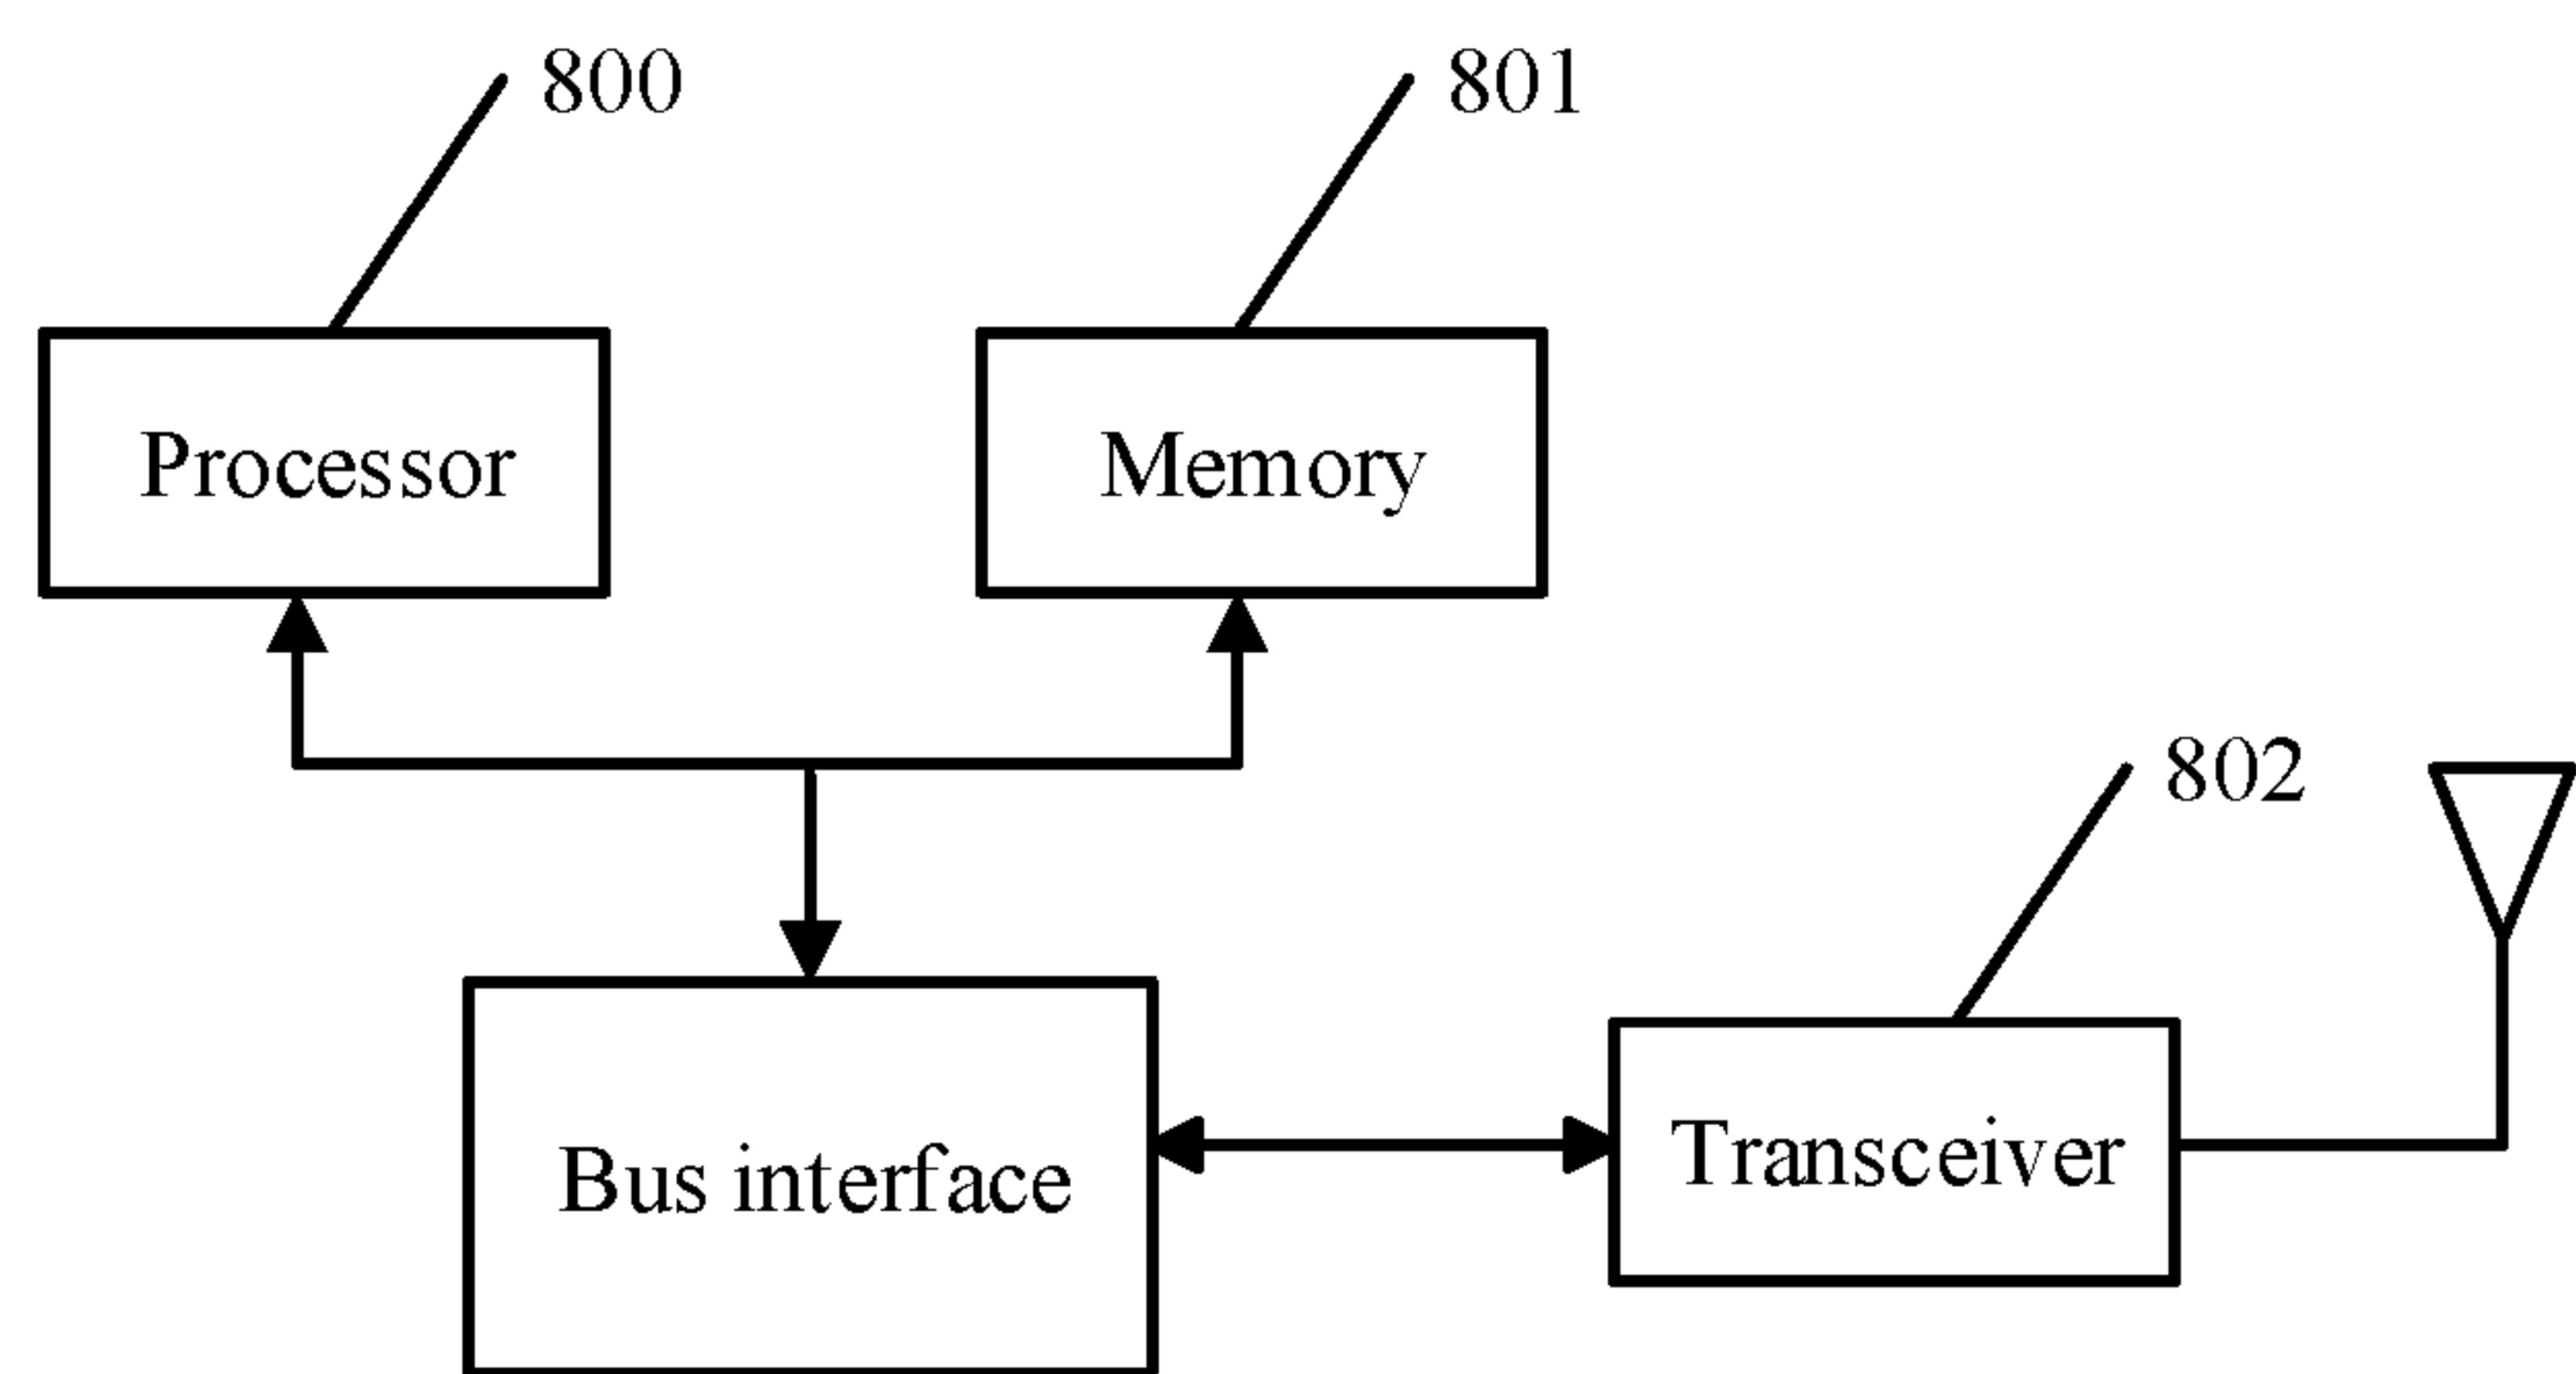 800
801
Processor
Memory
802
Bus interface
Transceiver